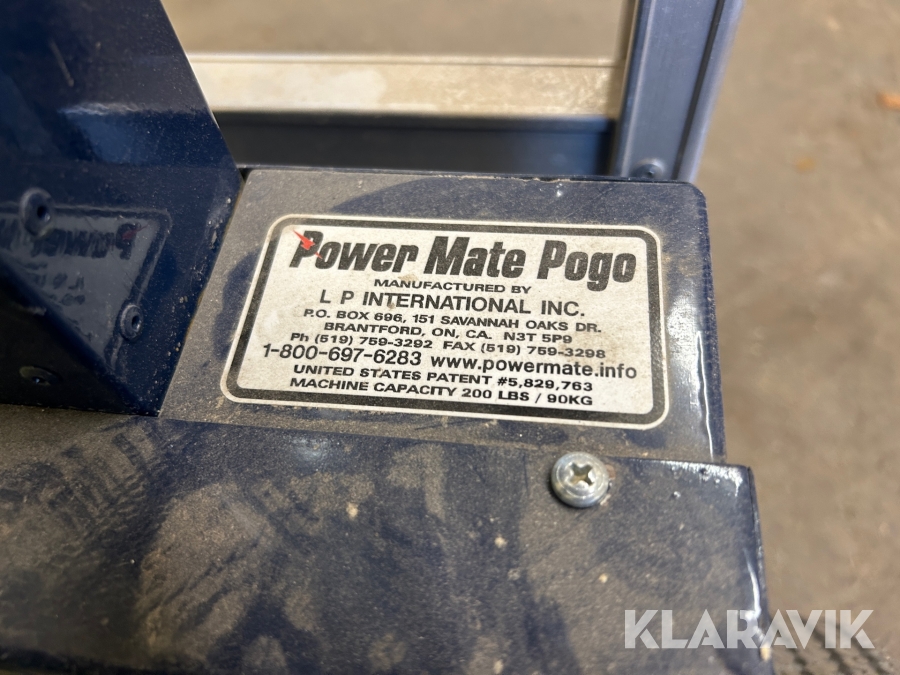 Power Mate Pogo
MANUFACTURED BY
L P INTERNATIONAL INC.
P.O. BOX 696, 151 SAVANNAH OAKS DR.
BRANTFORD, ON, CA. N3T 5P9
Ph (519) 759-3292 FAX (519) 759-3298
1-800-697-6283 www.powermate.info
UNITED STATES PATENT #5,829,763
MACHINE CAPACITY 200 LBS / 90KG
KLARAVIK